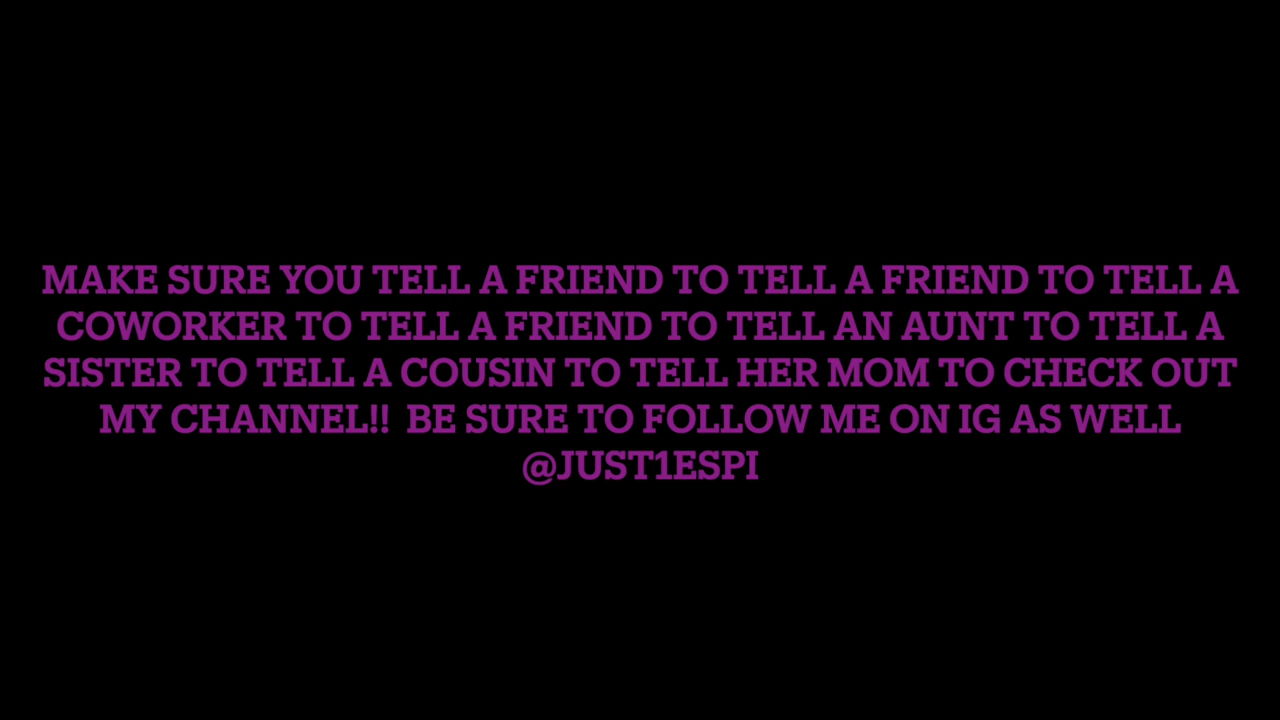 MAKE SURE YOU TELL A FRIEND TO TELL A FRIEND TO TELL A
COWORKER TO TELL A FRIEND TO TELL AN AUNT TO TELL A
SISTER TO TELL A COUSIN TO TELL HER MOM TO CHECK OUT
MY CHANNEL!!  BE SURE TO FOLLOW ME ON IG AS WELL
@JUST1ESPI